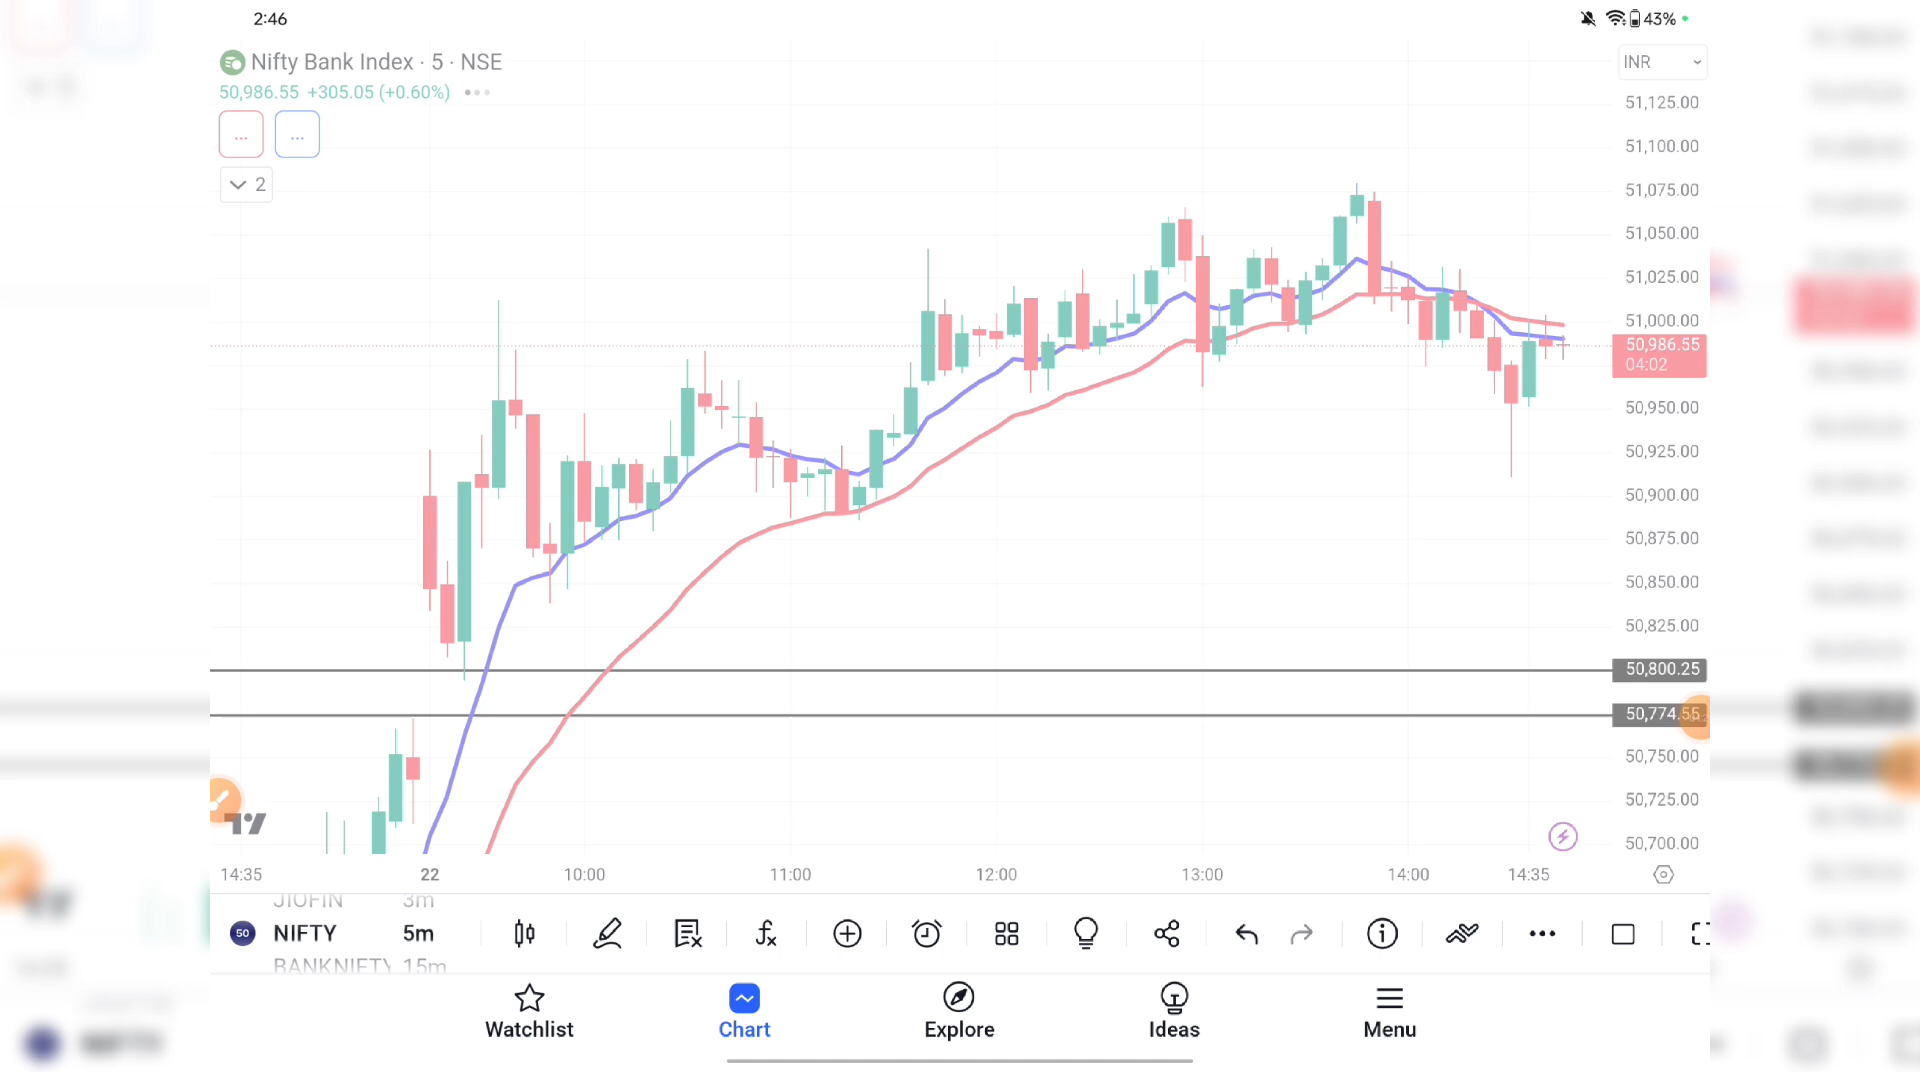 2:46
43%
Nifty Bank Index · 5 · NSE
INR
50,986.55 +305.05 (+0.60%)
2
51,125.00
51,100.00
51,075.00
51,050.00
51,025.00
51,000.00
50,986.55
04:02
50,950.00
50,925.00
50,900.00
50,875.00
50,850.00
50,825.00
50,800.25
50,774.55
50,750.00
50,725.00
50,700.00
14:35 22 10:00 11:00 12:00 13:00 14:00 14:35
JIOFIN 3m
50 NIFTY 5m
BANKNIFTY 15m
Watchlist Chart Explore Ideas Menu